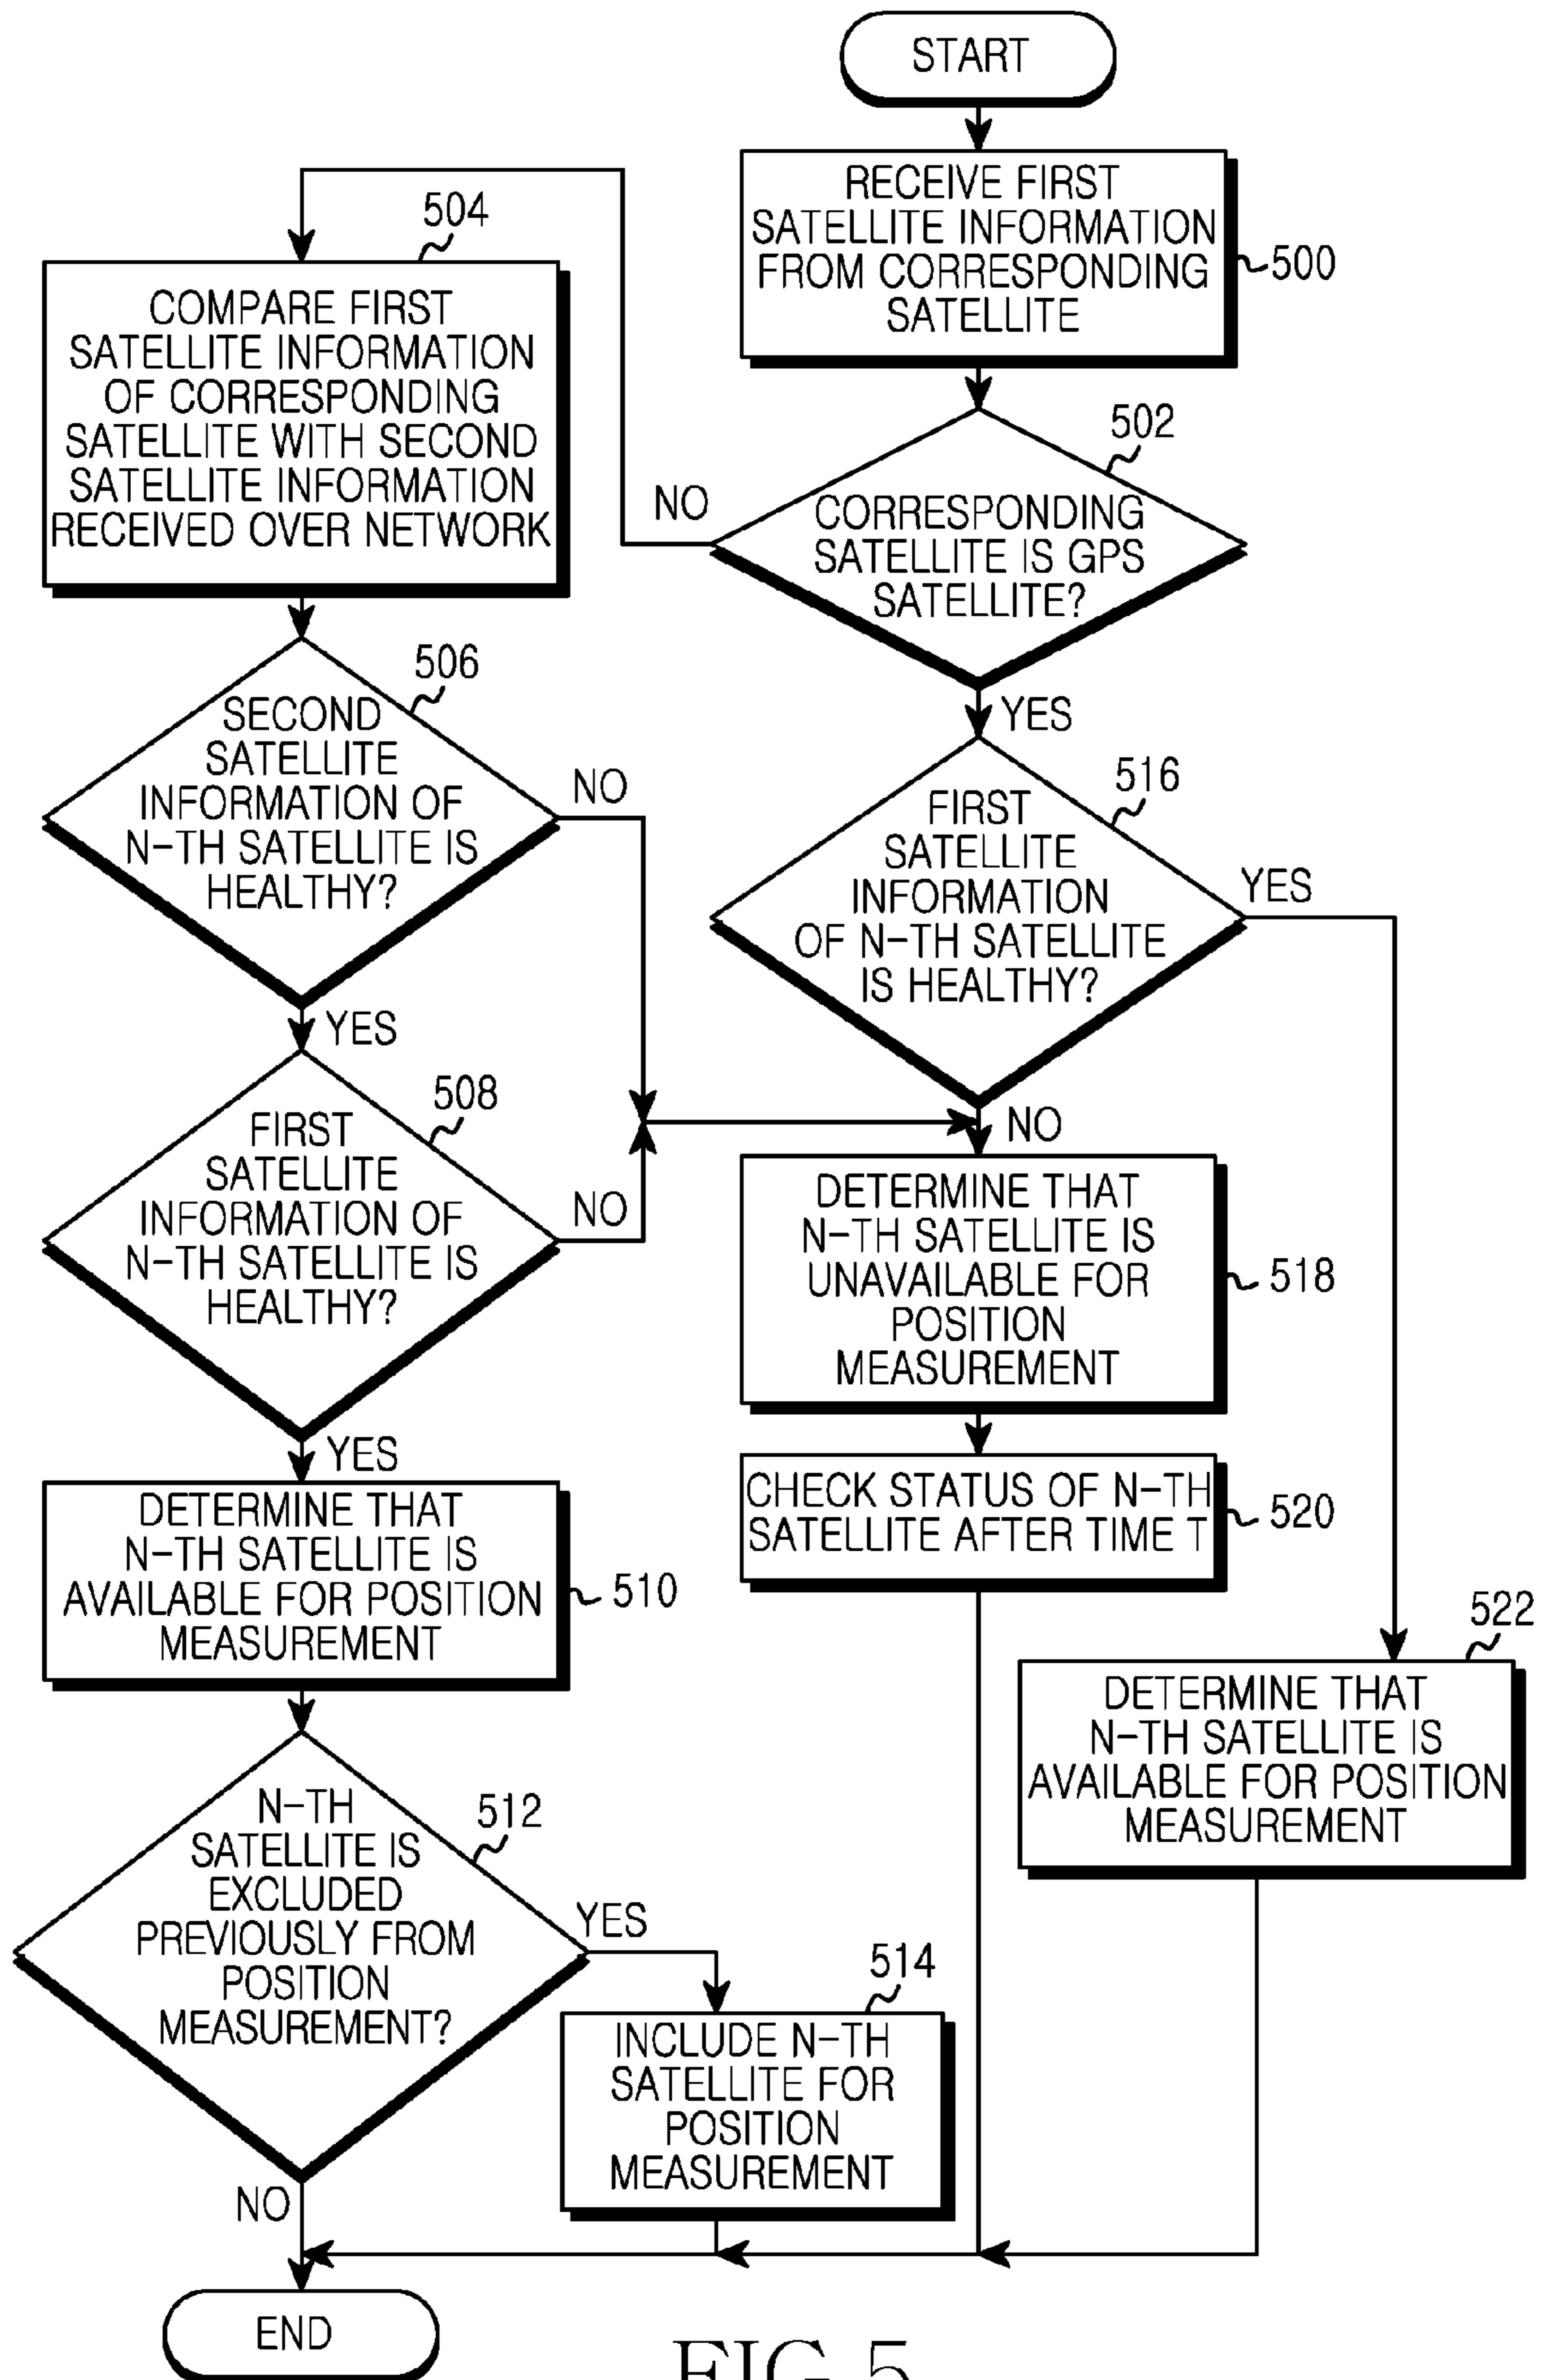 START
RECEIVE FIRST
SATELLITE INFORMATION
FROM CORRESPONDING
SATELLITE
500
502
CORRESPONDING
SATELLITE IS GPS
SATELLITE?
NO
YES
504
COMPARE FIRST
SATELLITE INFORMATION
OF CORRESPONDING
SATELLITE WITH SECOND
SATELLITE INFORMATION
RECEIVED OVER NETWORK
506
SECOND
SATELLITE
INFORMATION OF
N-TH SATELLITE IS
HEALTHY?
NO
YES
508
FIRST
SATELLITE
INFORMATION OF
N-TH SATELLITE IS
HEALTHY?
NO
YES
DETERMINE THAT
N-TH SATELLITE IS
AVAILABLE FOR POSITION
MEASUREMENT
510
512
N-TH
SATELLITE IS
EXCLUDED
PREVIOUSLY FROM
POSITION
MEASUREMENT?
YES
NO
514
INCLUDE N-TH
SATELLITE FOR
POSITION
MEASUREMENT
516
FIRST
SATELLITE
INFORMATION
OF N-TH SATELLITE
IS HEALTHY?
YES
NO
DETERMINE THAT
N-TH SATELLITE IS
UNAVAILABLE FOR
POSITION
MEASUREMENT
518
CHECK STATUS OF N-TH
SATELLITE AFTER TIME T
520
522
DETERMINE THAT
N-TH SATELLITE IS
AVAILABLE FOR POSITION
MEASUREMENT
END
FIG.5